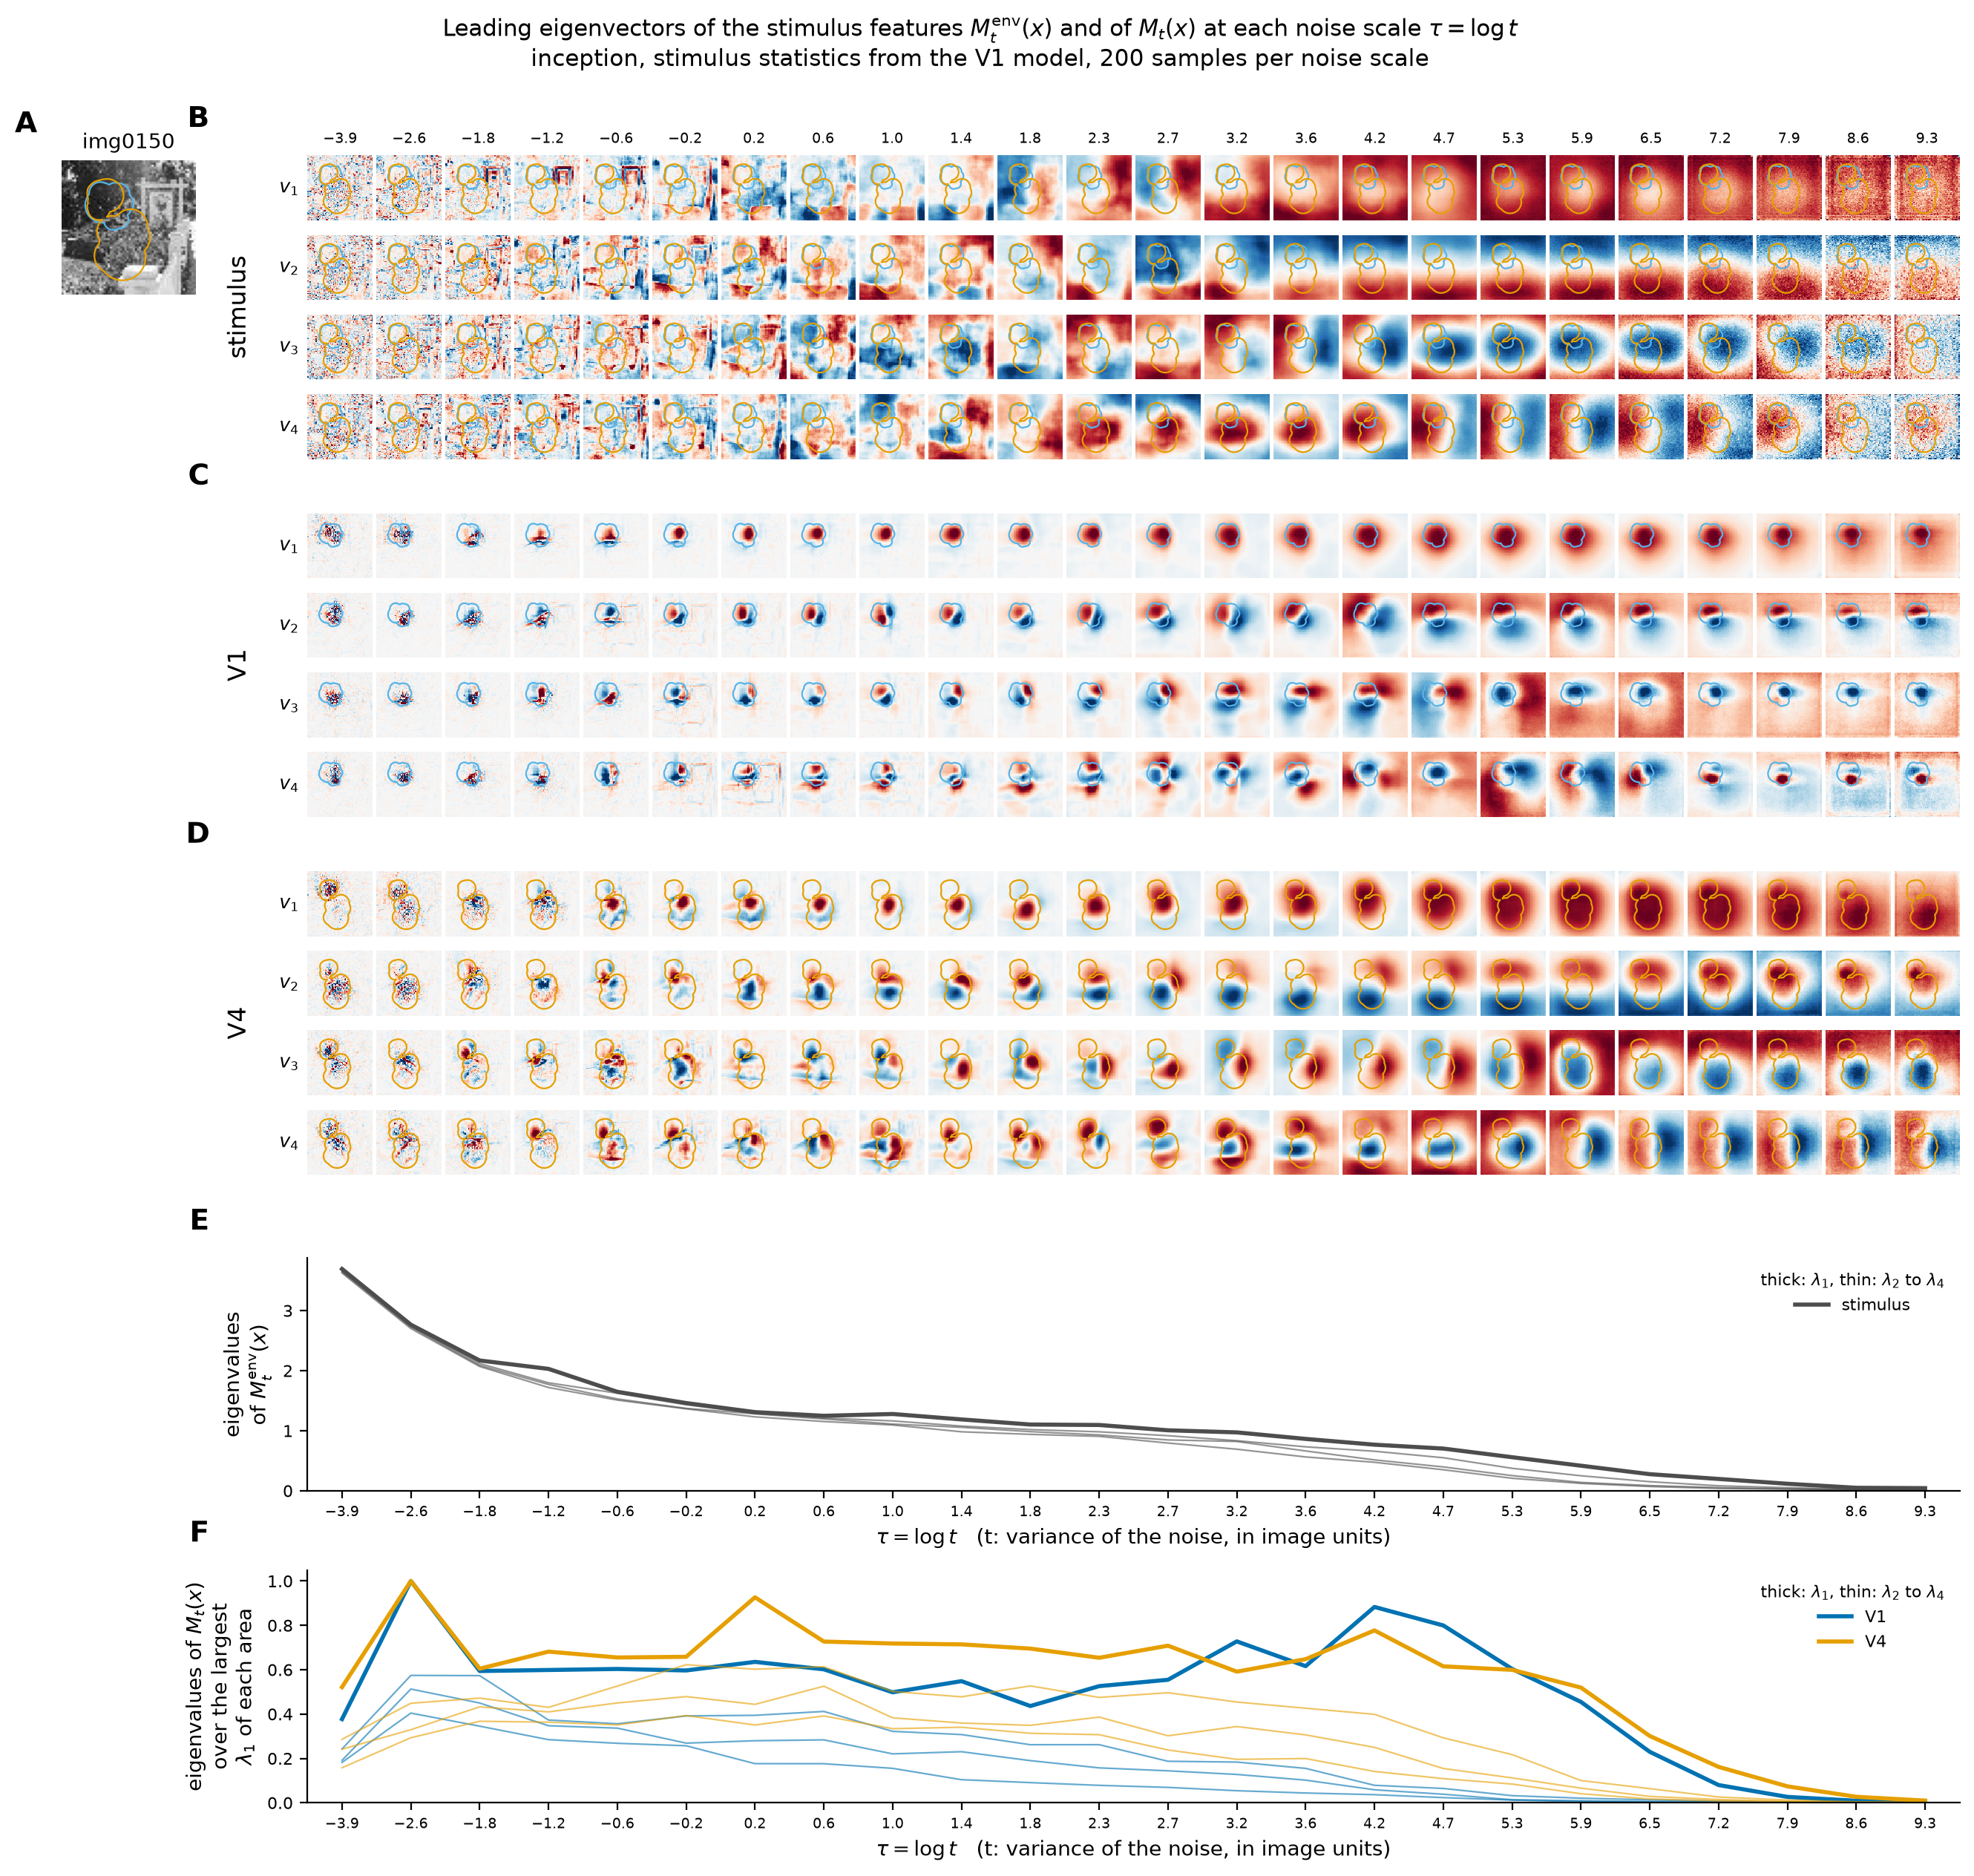 Leading eigenvectors of the stimulus features $M_t^{env}(x)$ and of $M_t(x)$ at each noise scale $\tau = \log t$
inception, stimulus statistics from the V1 model, 200 samples per noise scale
A
img0150
B
−3.9 −2.6 −1.8 −1.2 −0.6 −0.2 0.2 0.6 1.0 1.4 1.8 2.3 2.7 3.2 3.6 4.2 4.7 5.3 5.9 6.5 7.2 7.9 8.6 9.3
stimulus
$v_1$
$v_2$
$v_3$
$v_4$
C
V1
$v_1$
$v_2$
$v_3$
$v_4$
D
V4
$v_1$
$v_2$
$v_3$
$v_4$
E
eigenvalues
of $M_t^{env}(x)$
3
2
1
0
thick: $\lambda_1$, thin: $\lambda_2$ to $\lambda_4$
stimulus
−3.9 −2.6 −1.8 −1.2 −0.6 −0.2 0.2 0.6 1.0 1.4 1.8 2.3 2.7 3.2 3.6 4.2 4.7 5.3 5.9 6.5 7.2 7.9 8.6 9.3
$\tau = \log t$ (t: variance of the noise, in image units)
F
eigenvalues of $M_t(x)$
over the largest
$\lambda_1$ of each area
1.0
0.8
0.6
0.4
0.2
0.0
thick: $\lambda_1$, thin: $\lambda_2$ to $\lambda_4$
V1
V4
−3.9 −2.6 −1.8 −1.2 −0.6 −0.2 0.2 0.6 1.0 1.4 1.8 2.3 2.7 3.2 3.6 4.2 4.7 5.3 5.9 6.5 7.2 7.9 8.6 9.3
$\tau = \log t$ (t: variance of the noise, in image units)